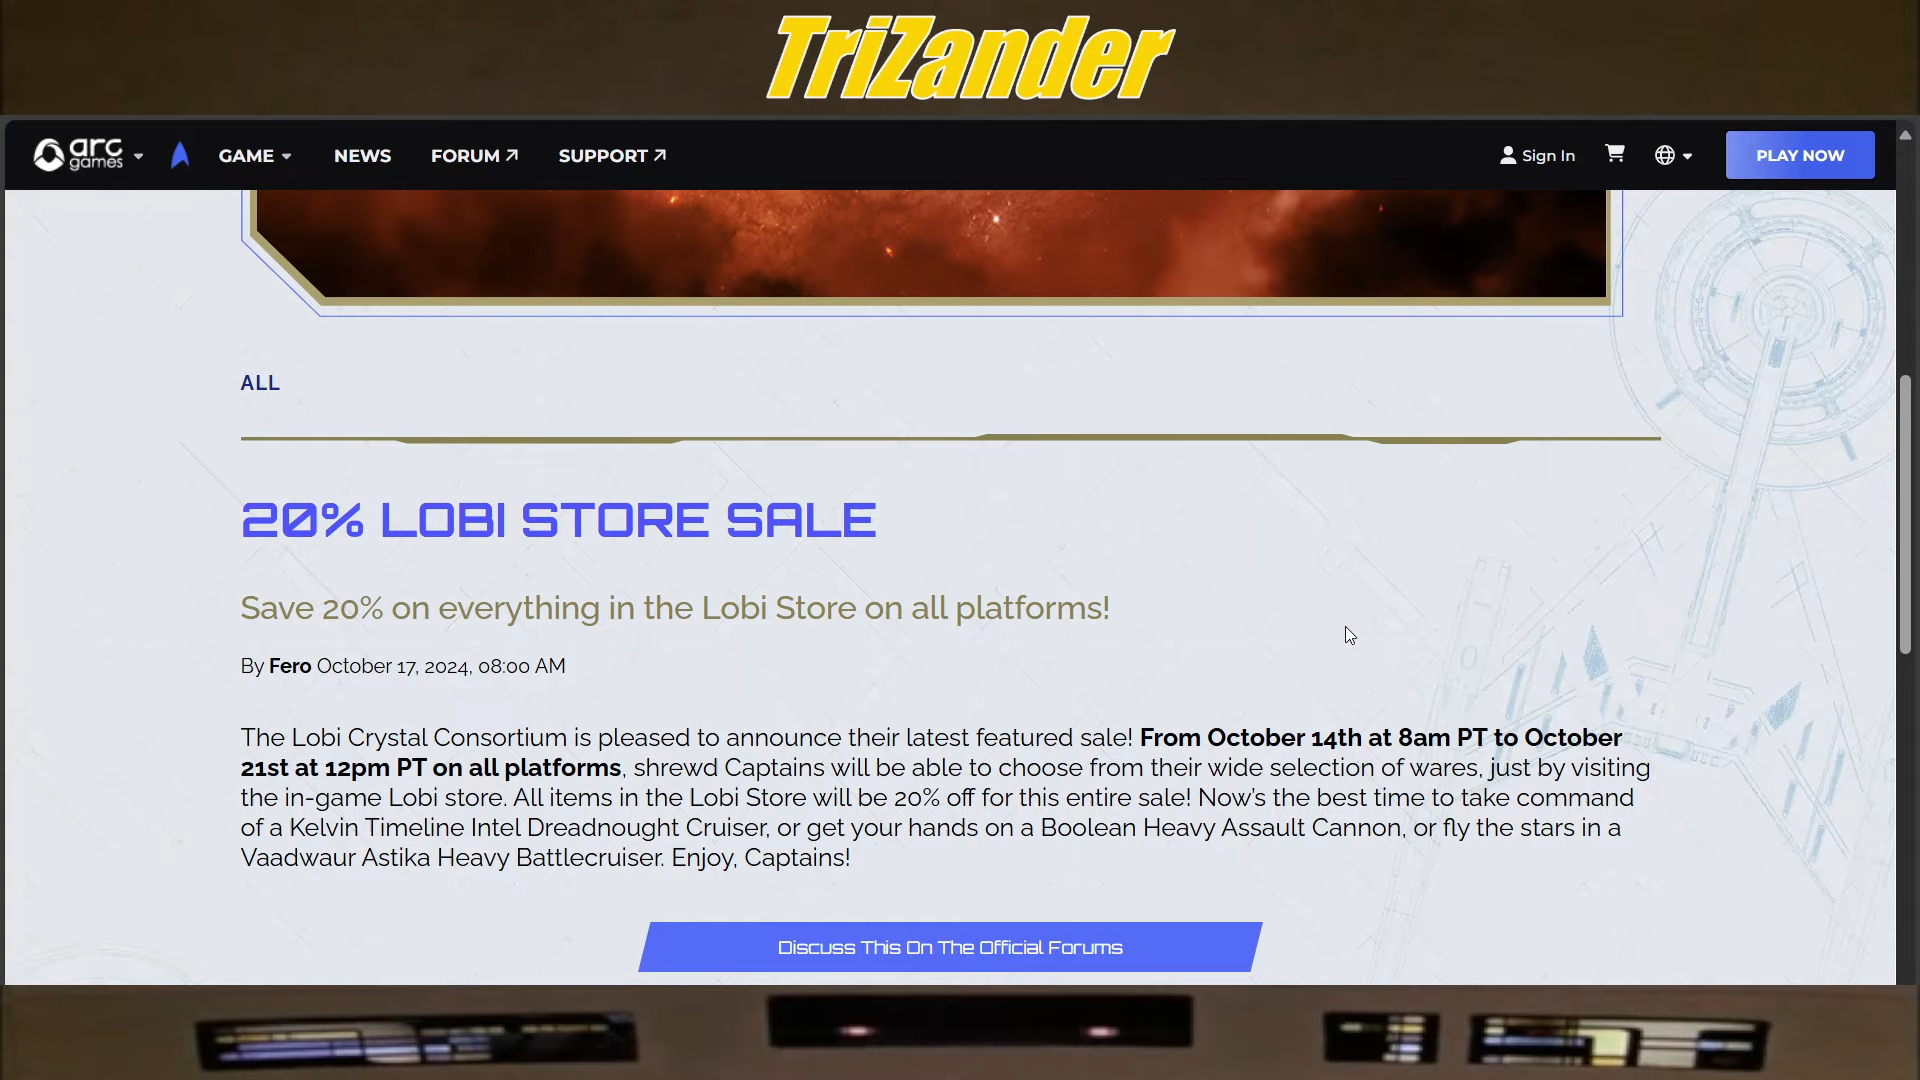 TriZander
arc games
GAME
NEWS
FORUM
SUPPORT
Sign In
PLAY NOW
ALL
20% LOBI STORE SALE
Save 20% on everything in the Lobi Store on all platforms!
By Fero October 17, 2024, 08:00 AM
The Lobi Crystal Consortium is pleased to announce their latest featured sale! From October 14th at 8am PT to October
21st at 12pm PT on all platforms, shrewd Captains will be able to choose from their wide selection of wares, just by visiting
the in-game Lobi store. All items in the Lobi Store will be 20% off for this entire sale! Now's the best time to take command
of a Kelvin Timeline Intel Dreadnought Cruiser, or get your hands on a Boolean Heavy Assault Cannon, or fly the stars in a
Vaadwaur Astika Heavy Battlecruiser. Enjoy, Captains!
Discuss This On The Official Forums